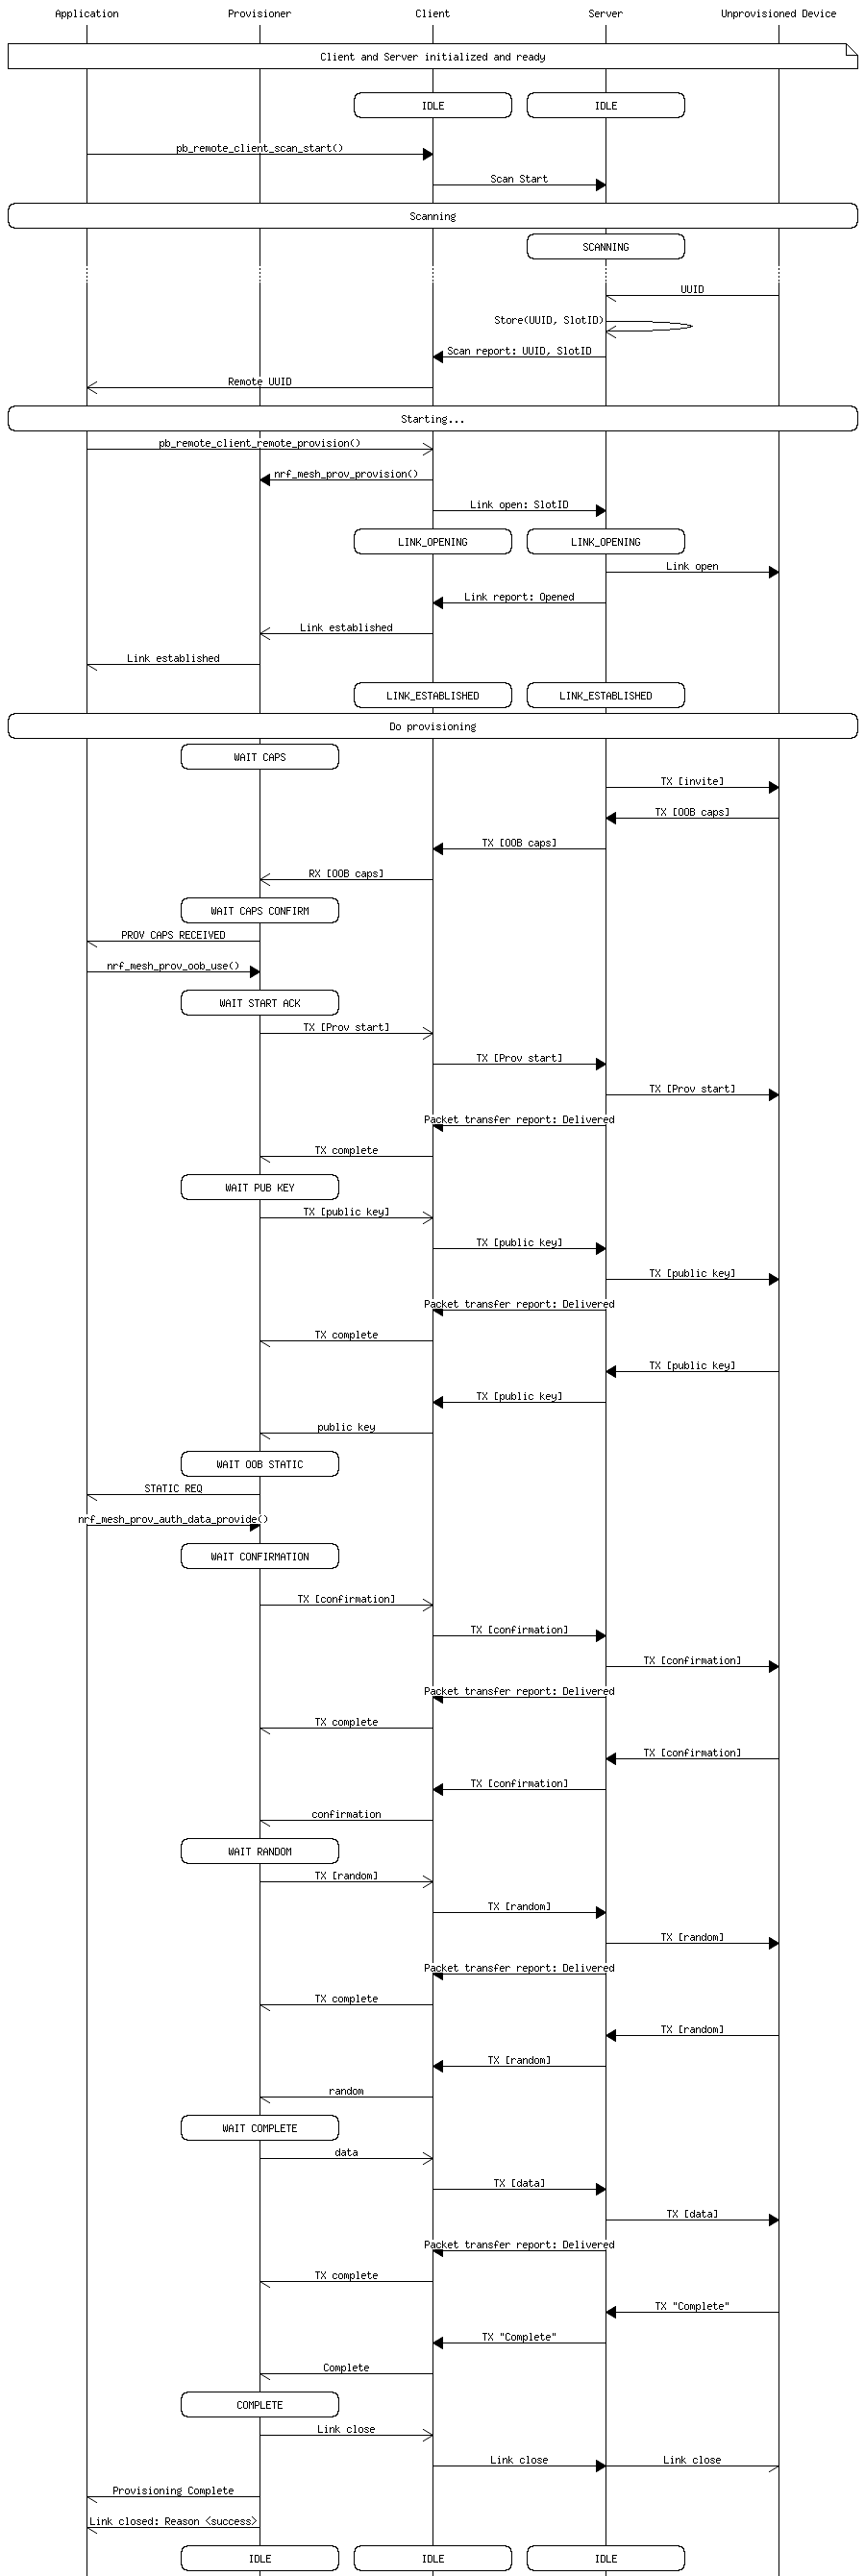 Application Provisioner Client Server Unprovisioned Device
Client and Server initialized and ready
IDLE IDLE
pb_remote_client_scan_start()
Scan Start
Scanning
SCANNING
UUID
Store(UUID, SlotID)
Scan report: UUID, SlotID
Remote UUID
Starting...
pb_remote_client_remote_provision()
nrf_mesh_prov_provision()
Link open: SlotID
LINK_OPENING LINK_OPENING
Link open
Link report: Opened
Link established
Link established
LINK_ESTABLISHED LINK_ESTABLISHED
Do provisioning
WAIT CAPS
TX [invite]
TX [OOB caps]
TX [OOB caps]
RX [OOB caps]
WAIT CAPS CONFIRM
PROV CAPS RECEIVED
nrf_mesh_prov_oob_use()
WAIT START ACK
TX [Prov start]
TX [Prov start]
TX [Prov start]
Packet transfer report: Delivered
TX complete
WAIT PUB KEY
TX [public key]
TX [public key]
TX [public key]
Packet transfer report: Delivered
TX complete
TX [public key]
TX [public key]
public key
WAIT OOB STATIC
STATIC REQ
nrf_mesh_prov_auth_data_provide()
WAIT CONFIRMATION
TX [confirmation]
TX [confirmation]
TX [confirmation]
Packet transfer report: Delivered
TX complete
TX [confirmation]
TX [confirmation]
confirmation
WAIT RANDOM
TX [random]
TX [random]
TX [random]
Packet transfer report: Delivered
TX complete
TX [random]
TX [random]
random
WAIT COMPLETE
data
TX [data]
TX [data]
Packet transfer report: Delivered
TX complete
TX "Complete"
TX "Complete"
Complete
COMPLETE
Link close
Link close Link close
Provisioning Complete
Link closed: Reason <success>
IDLE IDLE IDLE